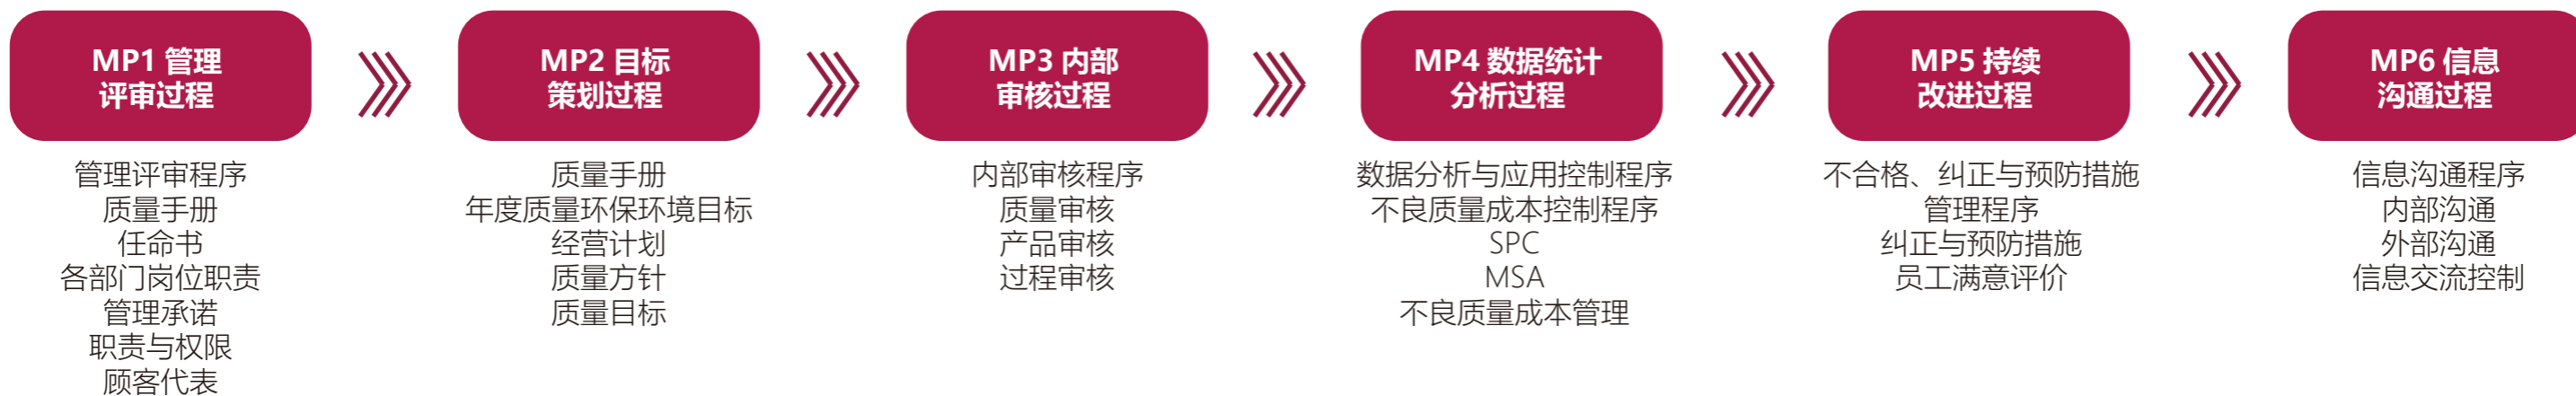 MP1 管理
评审过程
管理评审程序
质量手册
任命书
各部门岗位职责
管理承诺
职责与权限
顾客代表
MP2 目标
策划过程
质量手册
年度质量环保环境目标
经营计划
质量方针
质量目标
MP3 内部
审核过程
内部审核程序
质量审核
产品审核
过程审核
MP4 数据统计
分析过程
数据分析与应用控制程序
不良质量成本控制程序
SPC
MSA
不良质量成本管理
MP5 持续
改进过程
不合格、纠正与预防措施
管理程序
纠正与预防措施
员工满意评价
MP6 信息
沟通过程
信息沟通程序
内部沟通
外部沟通
信息交流控制